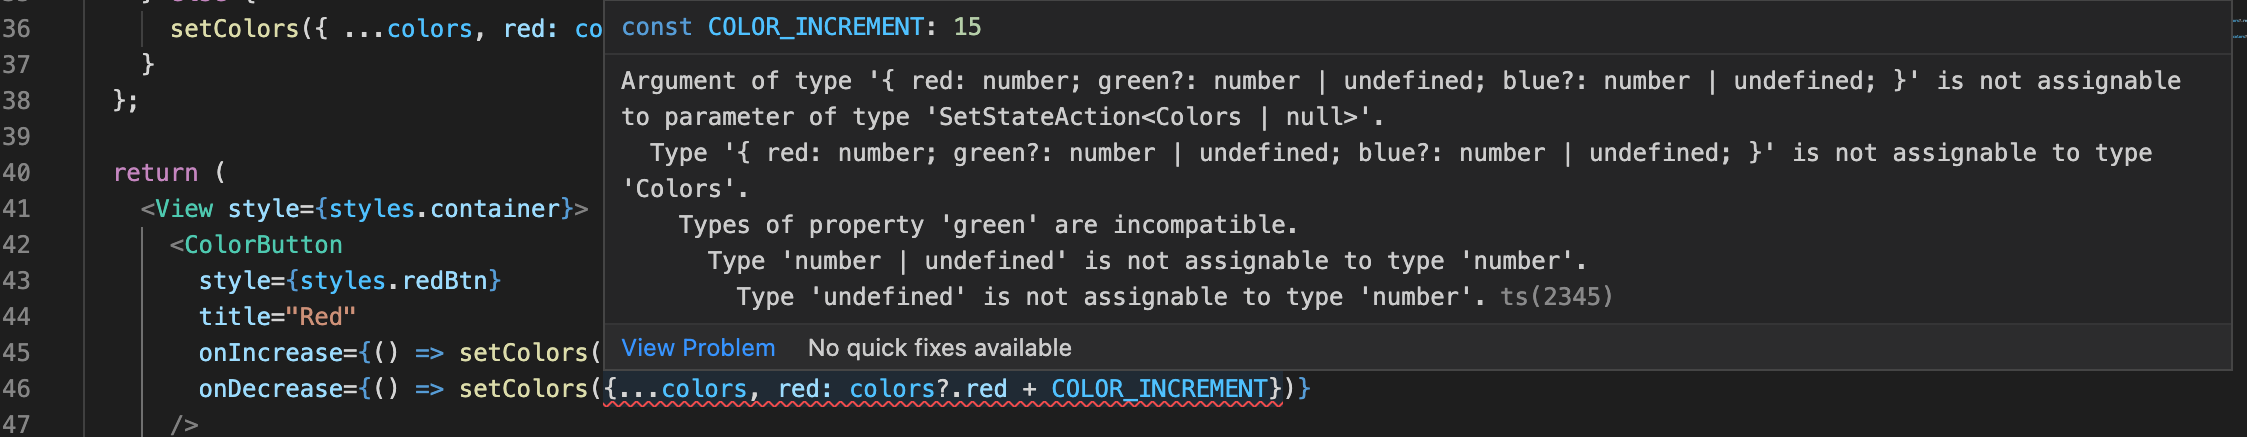 else {
36 setColors({ ...colors, red: co
37 }
38 };
39
40 return (
41 <View style={styles.container}>
42 <ColorButton
43 style={styles.redBtn}
44 title="Red"
45 onIncrease={() => setColors(
46 onDecrease={() => setColors({...colors, red: colors?.red + COLOR_INCREMENT})}
47 />
const COLOR_INCREMENT: 15
Argument of type '{ red: number; green?: number | undefined; blue?: number | undefined; }' is not assignable
to parameter of type 'SetStateAction<Colors | null>'.
Type '{ red: number; green?: number | undefined; blue?: number | undefined; }' is not assignable to type
'Colors'.
Types of property 'green' are incompatible.
Type 'number | undefined' is not assignable to type 'number'.
Type 'undefined' is not assignable to type 'number'. ts(2345)
View Problem No quick fixes available